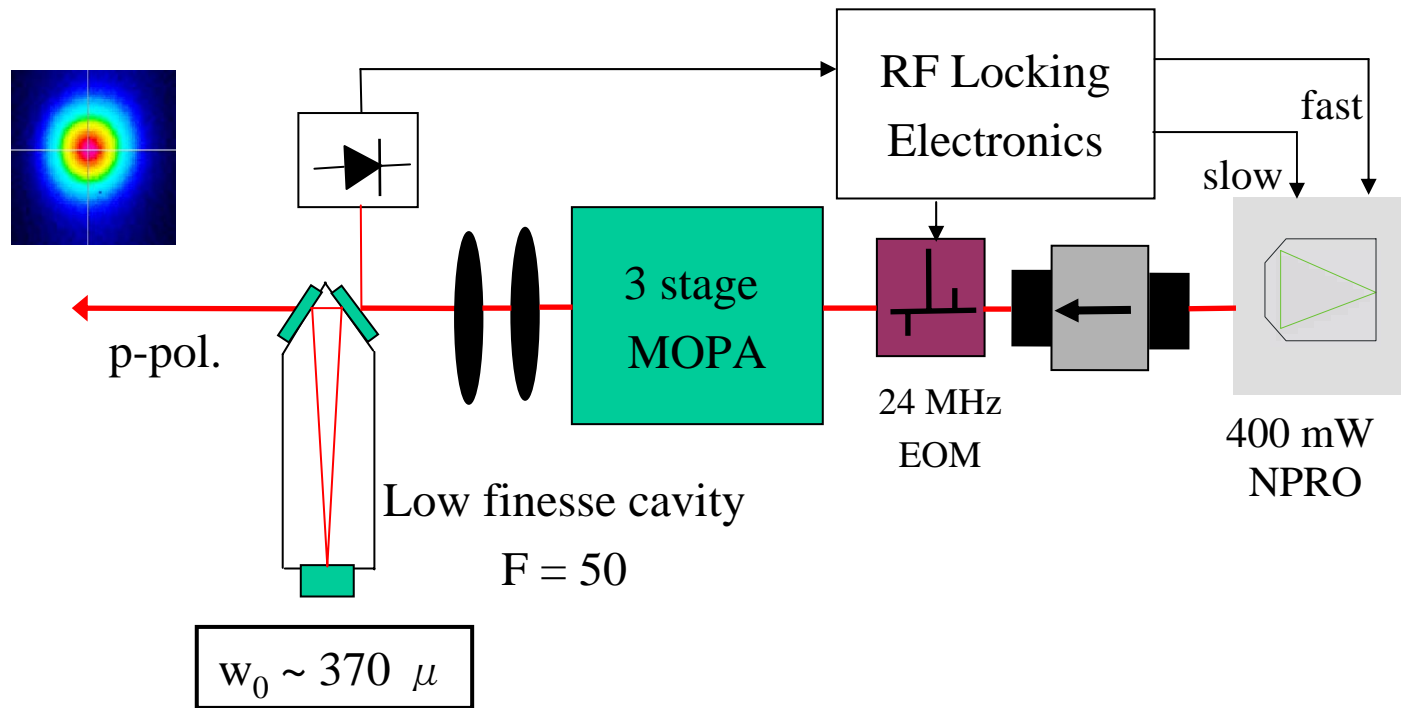 RF Locking
Electronics
fast
slow
3 stage
MOPA
p-pol.
24 MHz
EOM
400 mW
NPRO
Low finesse cavity
F = 50
w₀ ~ 370 μ